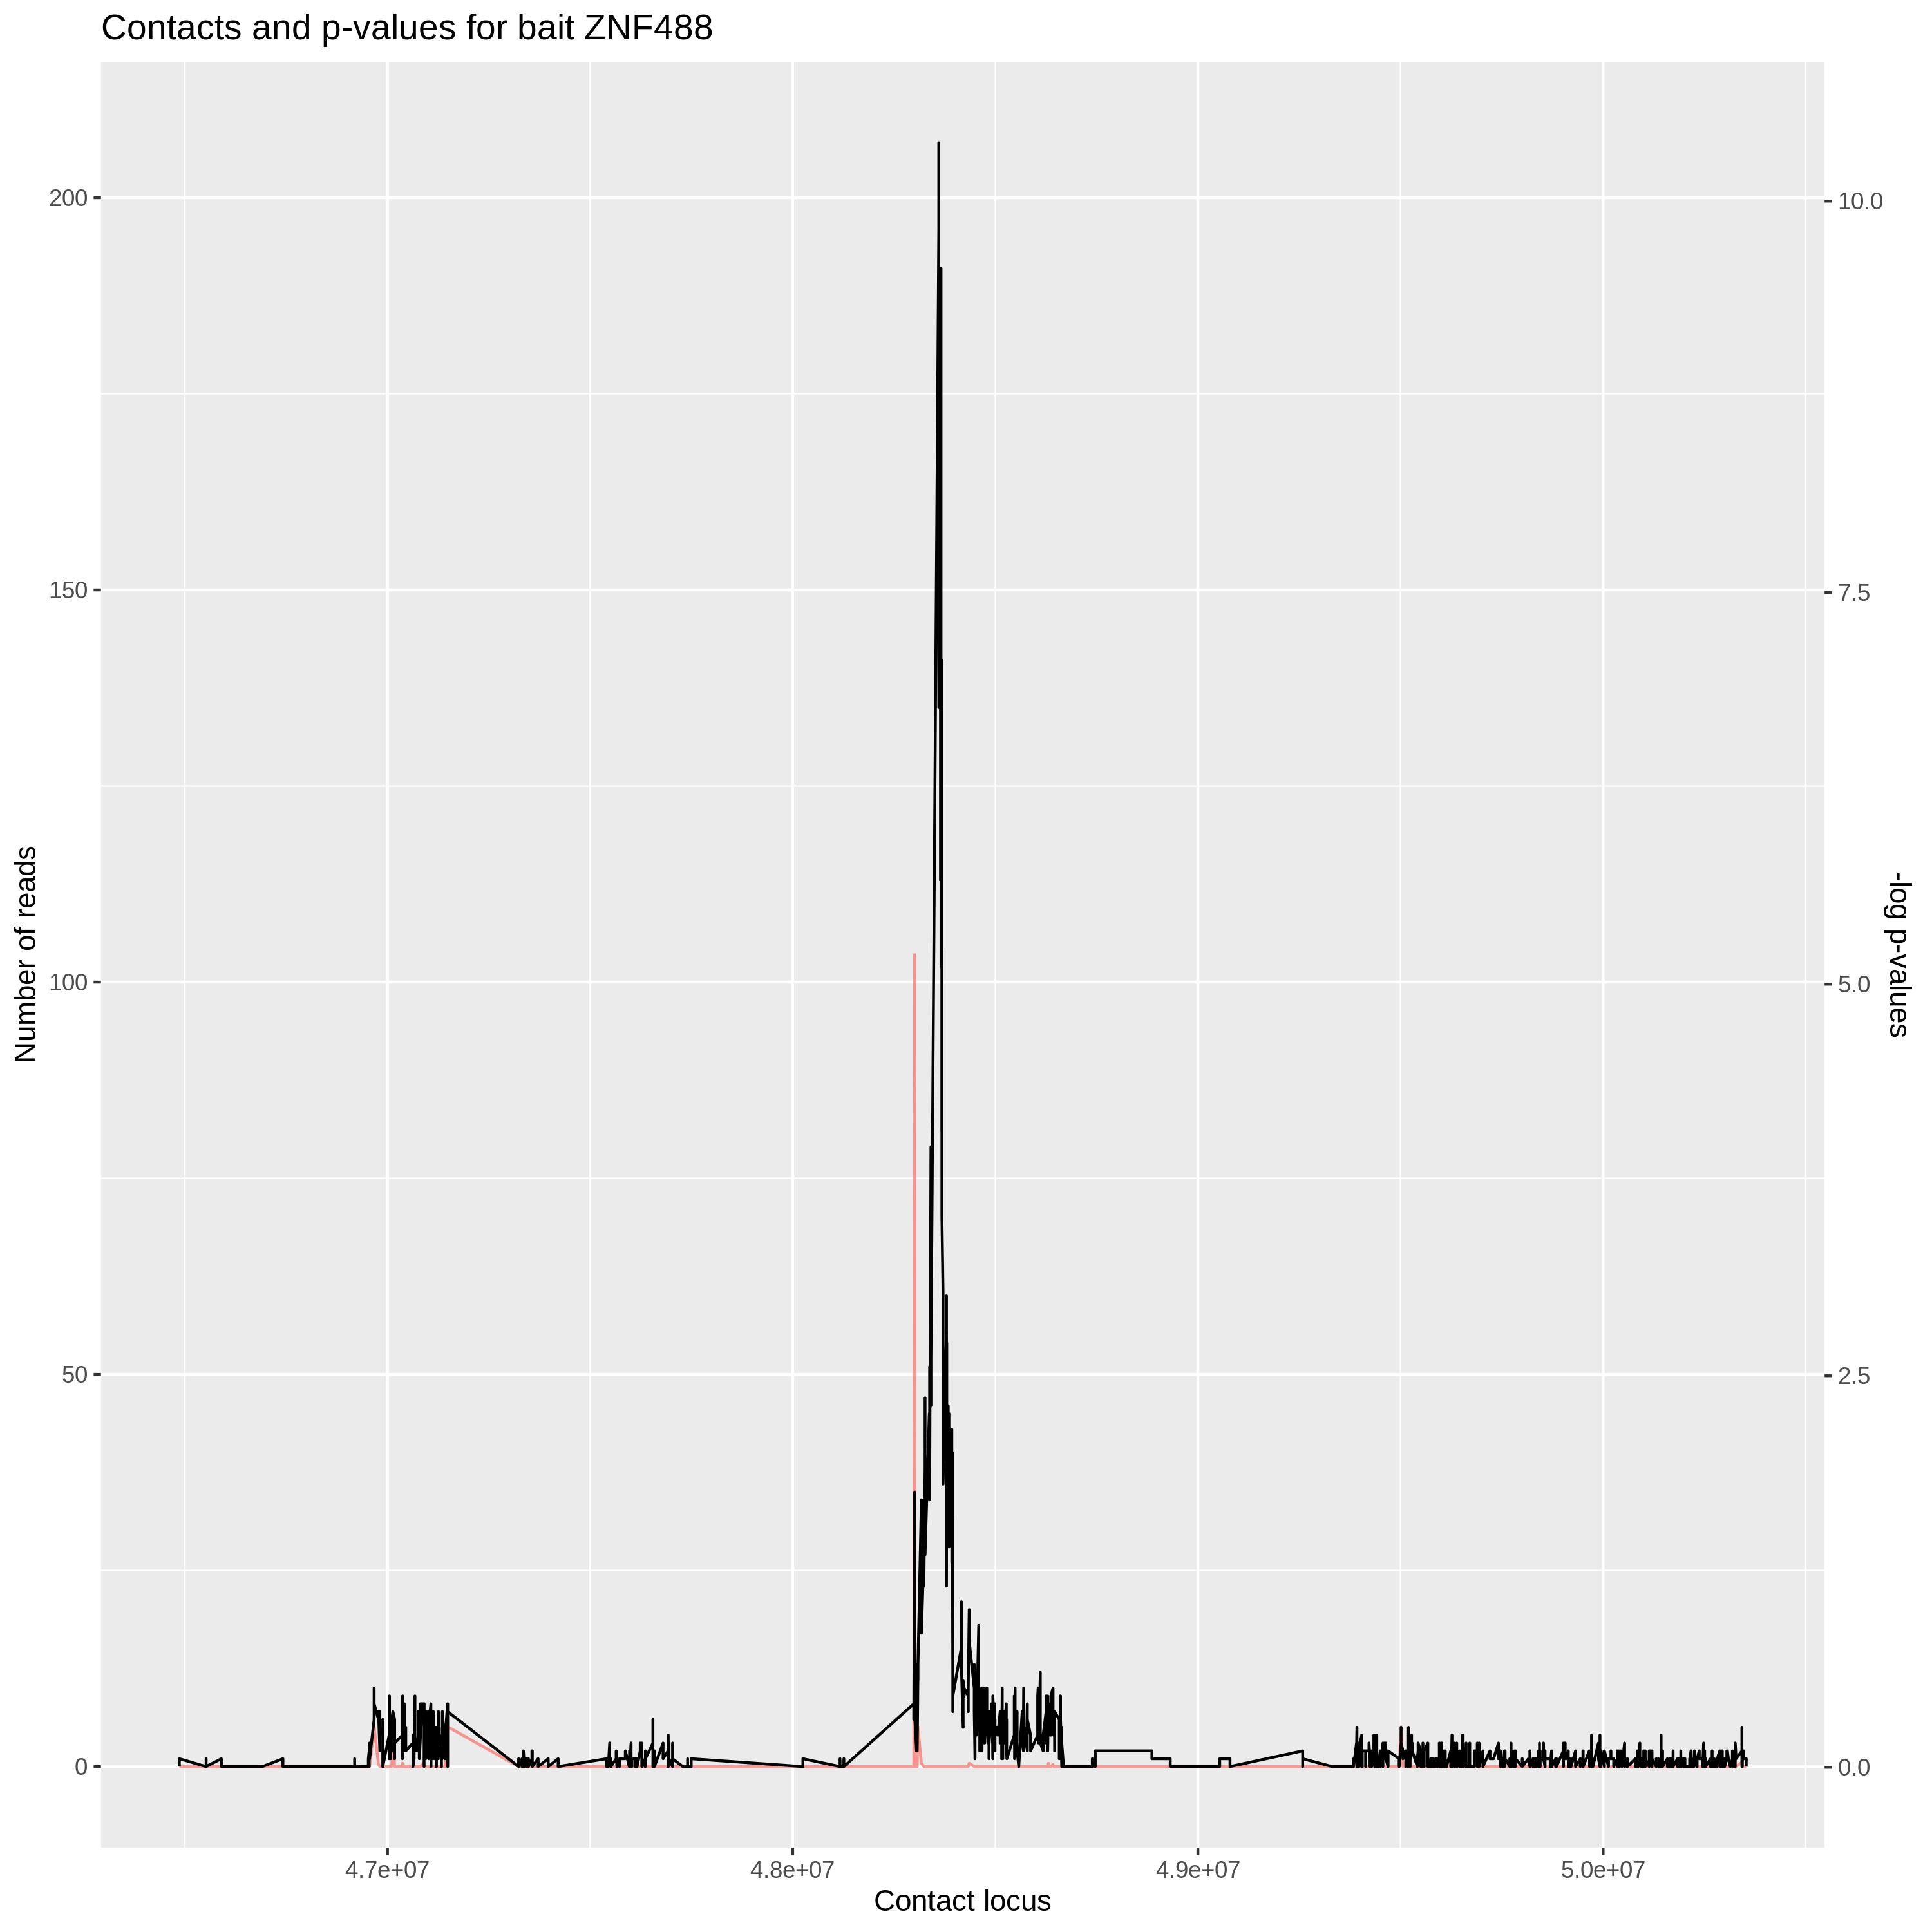 Contacts and p-values for bait ZNF488
200
150
100
50
0
Number of reads
10.0
7.5
5.0
2.5
0.0
-log p-values
4.7e+07
4.8e+07
4.9e+07
5.0e+07
Contact locus